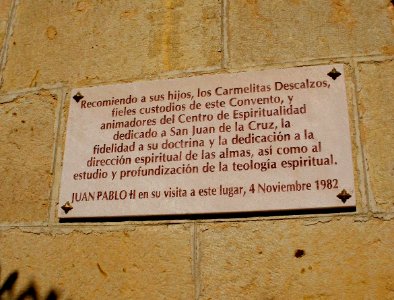 Recomiendo a sus hijos, los Carmelitas Descalzos,
fieles custodios de este Convento, y
animadores del Centro de Espiritualidad
dedicado a San Juan de la Cruz, la
fidelidad a su doctrina y la dedicación a la
dirección espiritual de las almas, así como al
estudio y profundización de la teología espiritual.
JUAN PABLO II en su visita a este lugar, 4 Noviembre 1982